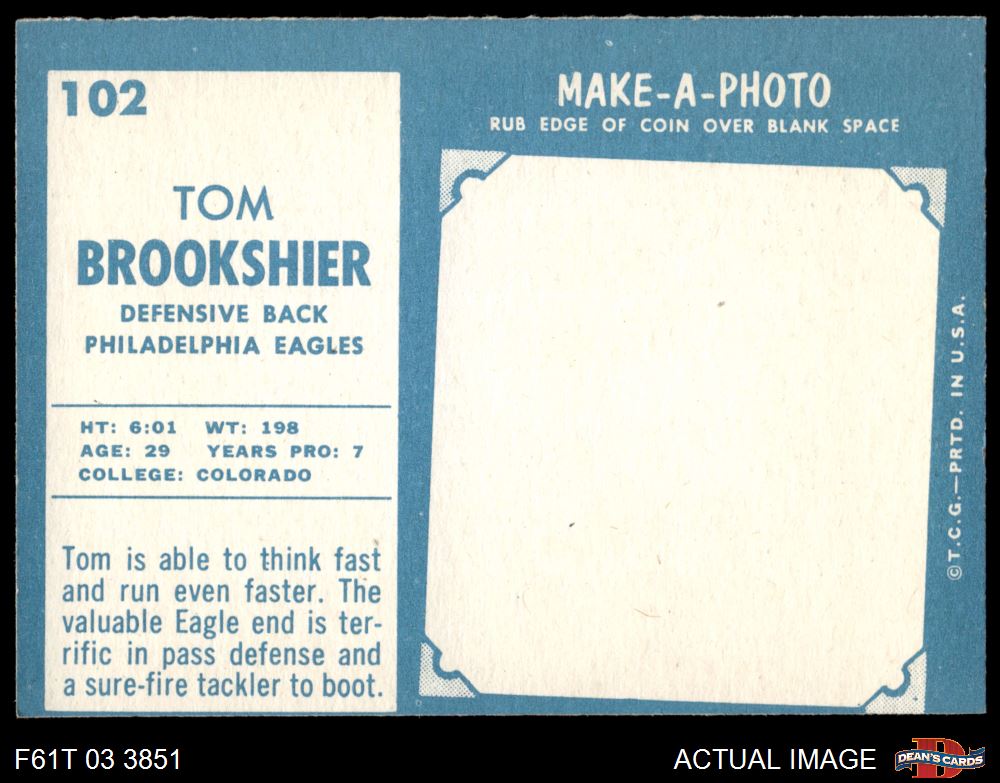 102
TOM
BROOKSHIER
DEFENSIVE BACK
PHILADELPHIA EAGLES
HT: 6:01 WT: 198
AGE: 29 YEARS PRO: 7
COLLEGE: COLORADO
Tom is able to think fast
and run even faster. The
valuable Eagle end is ter-
rific in pass defense and
a sure-fire tackler to boot.
MAKE-A-PHOTO
RUB EDGE OF COIN OVER BLANK SPACE
©T.C.G.—PRTD. IN U.S.A.
F61T 03 3851
ACTUAL IMAGE
D
DEAN'S CARDS